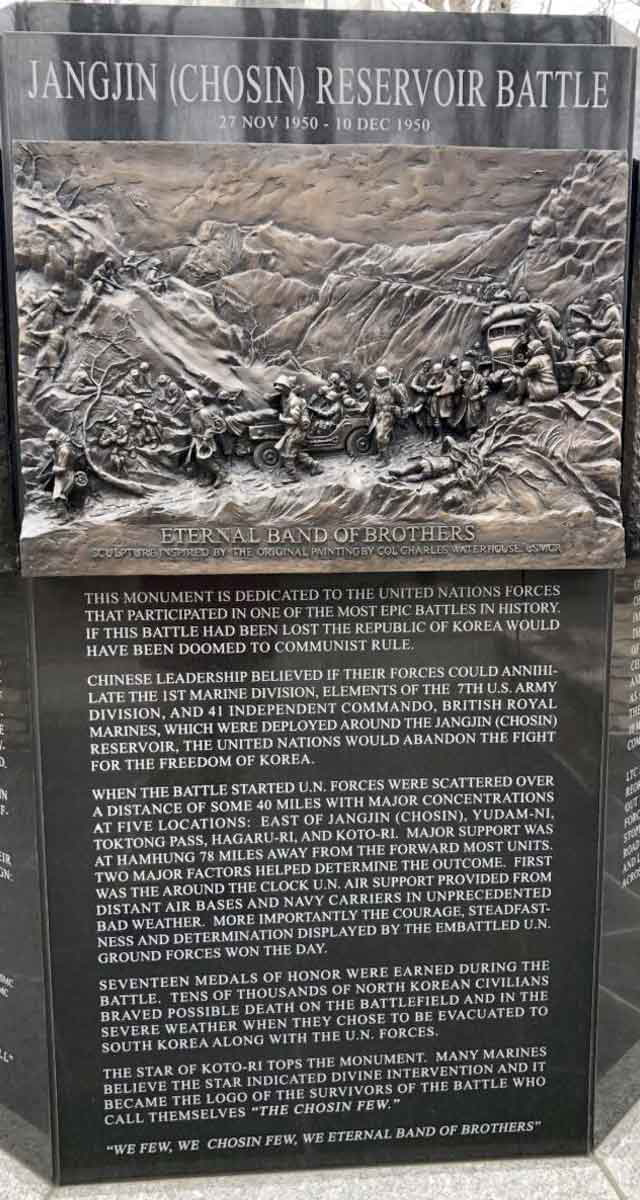 JANGJIN (CHOSIN) RESERVOIR BATTLE
27 NOV 1950 - 10 DEC 1950
ETERNAL BAND OF BROTHERS
SCULPTURE INSPIRED BY THE ORIGINAL PAINTING BY COL CHARLES WATERHOUSE, USMCR
THIS MONUMENT IS DEDICATED TO THE UNITED NATIONS FORCES
THAT PARTICIPATED IN ONE OF THE MOST EPIC BATTLES IN HISTORY.
IF THIS BATTLE HAD BEEN LOST THE REPUBLIC OF KOREA WOULD
HAVE BEEN DOOMED TO COMMUNIST RULE.
CHINESE LEADERSHIP BELIEVED IF THEIR FORCES COULD ANNIHI-
LATE THE 1ST MARINE DIVISION, ELEMENTS OF THE 7TH U.S. ARMY
DIVISION, AND 41 INDEPENDENT COMMANDO, BRITISH ROYAL
MARINES, WHICH WERE DEPLOYED AROUND THE JANGJIN (CHOSIN)
RESERVOIR, THE UNITED NATIONS WOULD ABANDON THE FIGHT
FOR THE FREEDOM OF KOREA.
WHEN THE BATTLE STARTED U.N. FORCES WERE SCATTERED OVER
A DISTANCE OF SOME 40 MILES WITH MAJOR CONCENTRATIONS
AT FIVE LOCATIONS: EAST OF JANGJIN (CHOSIN), YUDAM-NI,
TOKTONG PASS, HAGARU-RI, AND KOTO-RI. MAJOR SUPPORT WAS
AT HAMHUNG 78 MILES AWAY FROM THE FORWARD MOST UNITS.
TWO MAJOR FACTORS HELPED DETERMINE THE OUTCOME. FIRST
WAS THE AROUND THE CLOCK U.N. AIR SUPPORT PROVIDED FROM
DISTANT AIR BASES AND NAVY CARRIERS IN UNPRECEDENTED
BAD WEATHER. MORE IMPORTANTLY THE COURAGE, STEADFAST-
NESS AND DETERMINATION DISPLAYED BY THE EMBATTLED U.N.
GROUND FORCES WON THE DAY.
SEVENTEEN MEDALS OF HONOR WERE EARNED DURING THE
BATTLE. TENS OF THOUSANDS OF NORTH KOREAN CIVILIANS
BRAVED POSSIBLE DEATH ON THE BATTLEFIELD AND IN THE
SEVERE WEATHER WHEN THEY CHOSE TO BE EVACUATED TO
SOUTH KOREA ALONG WITH THE U.N. FORCES.
THE STAR OF KOTO-RI TOPS THE MONUMENT. MANY MARINES
BELIEVE THE STAR INDICATED DIVINE INTERVENTION AND IT
BECAME THE LOGO OF THE SURVIVORS OF THE BATTLE WHO
CALL THEMSELVES "THE CHOSIN FEW."
"WE FEW, WE CHOSIN FEW, WE ETERNAL BAND OF BROTHERS"